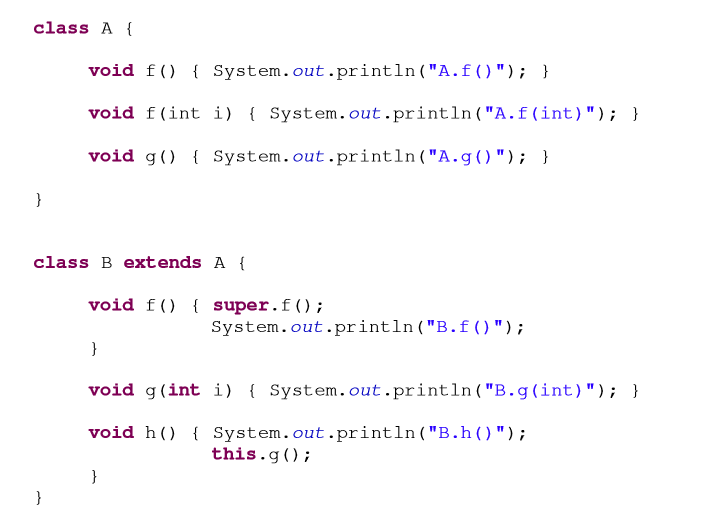 class A {
void f() { System.out.println("A.f()"); }
void f(int i) { System.out.println("A.f(int)"); }
void g() { System.out.println("A.g()"); }
}
class B extends A {
void f() { super.f();
System.out.println("B.f()");
}
void g(int i) { System.out.println("B.g(int)"); }
void h() { System.out.println("B.h()");
this.g();
}
}